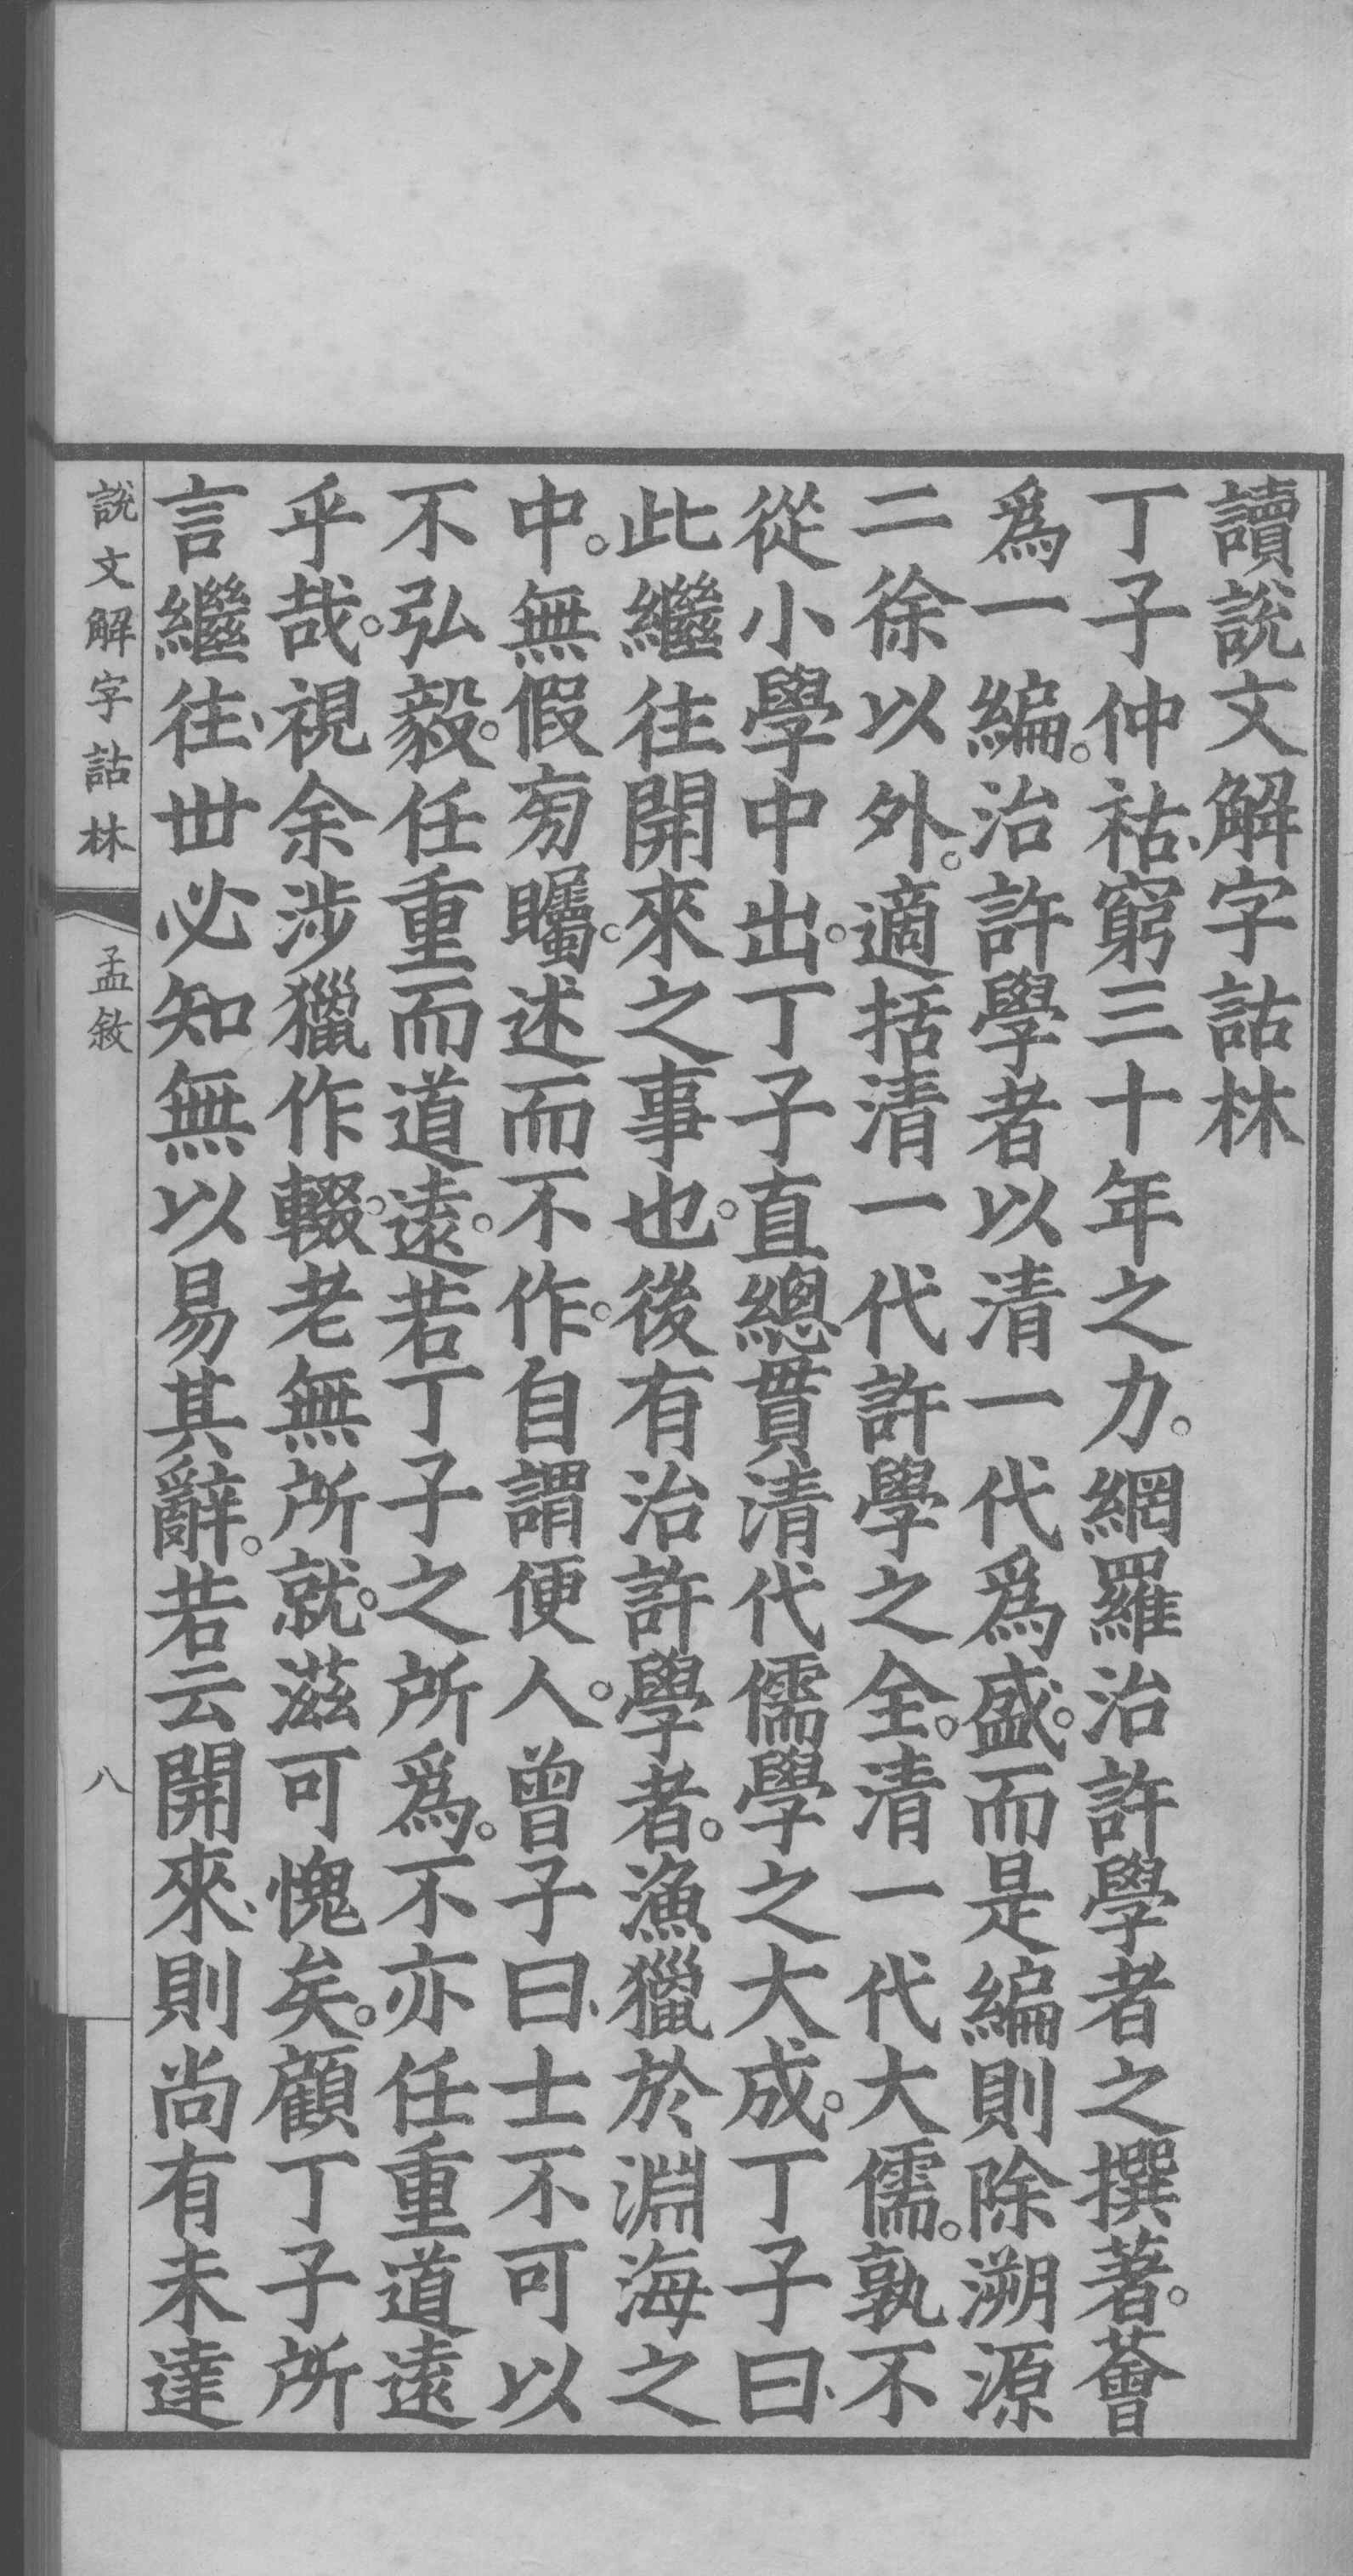 讀說文解字詁林
丁子仲祜、窮三十年之力。網羅治許學者之撰著。薈
爲一編。治許學者以清一代爲盛。而是編則除溯源
二徐以外。適括清一代許學之全。清一代大儒。孰不
從小學中出。丁子直總貫清代儒學之大成。丁子曰、
此繼往開來之事也。後有治許學者。漁獵於淵海之
中。無假旁矚。述而不作。自謂便人。曾子曰、士不可以
不弘毅。任重而道遠。若丁子之所爲。不亦任重道遠
乎哉。視余涉獵作輟。老無所就。滋可愧矣。顧丁子所
言繼往、世必知無以易其辭。若云開來、則尚有未達
說文解字詁林
孟敘
八